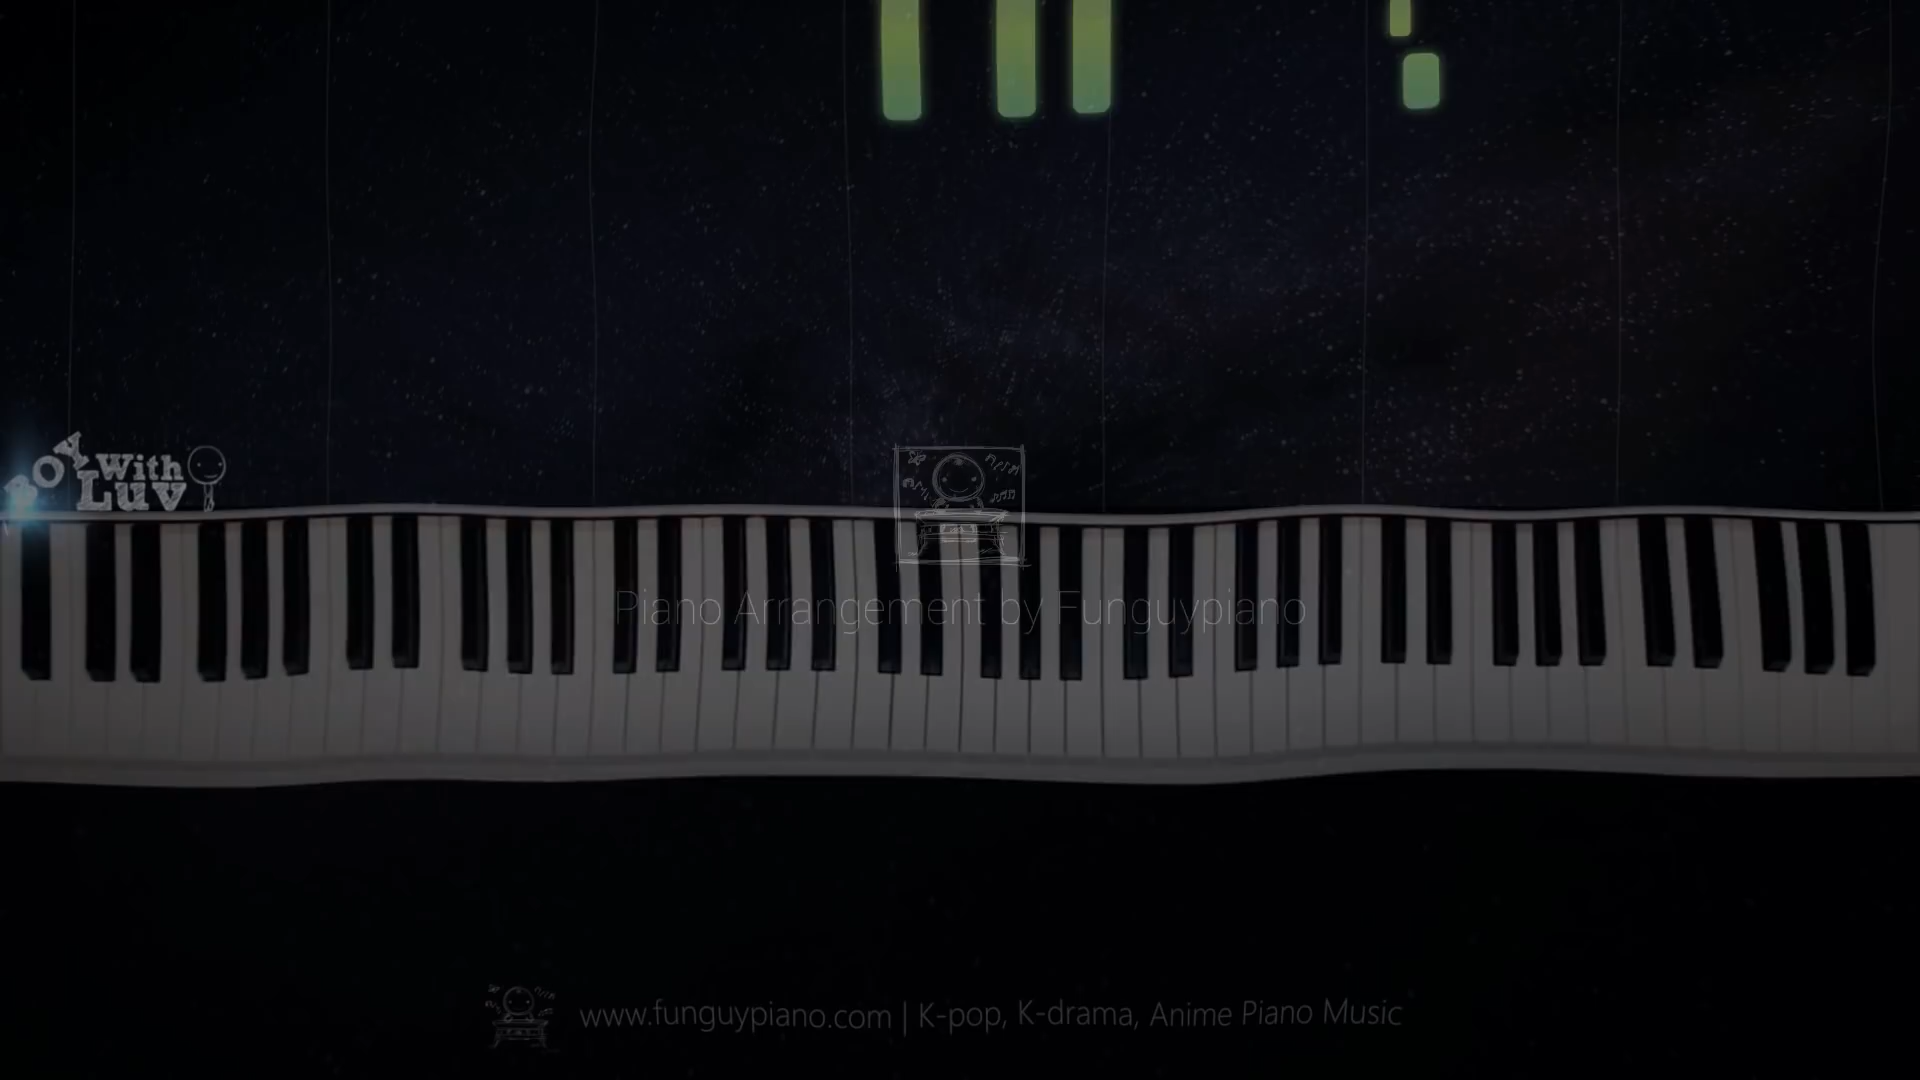 BOY With
Luv
Piano Arrangement by Funguypiano
www.funguypiano.com | K-pop, K-drama, Anime Piano Music